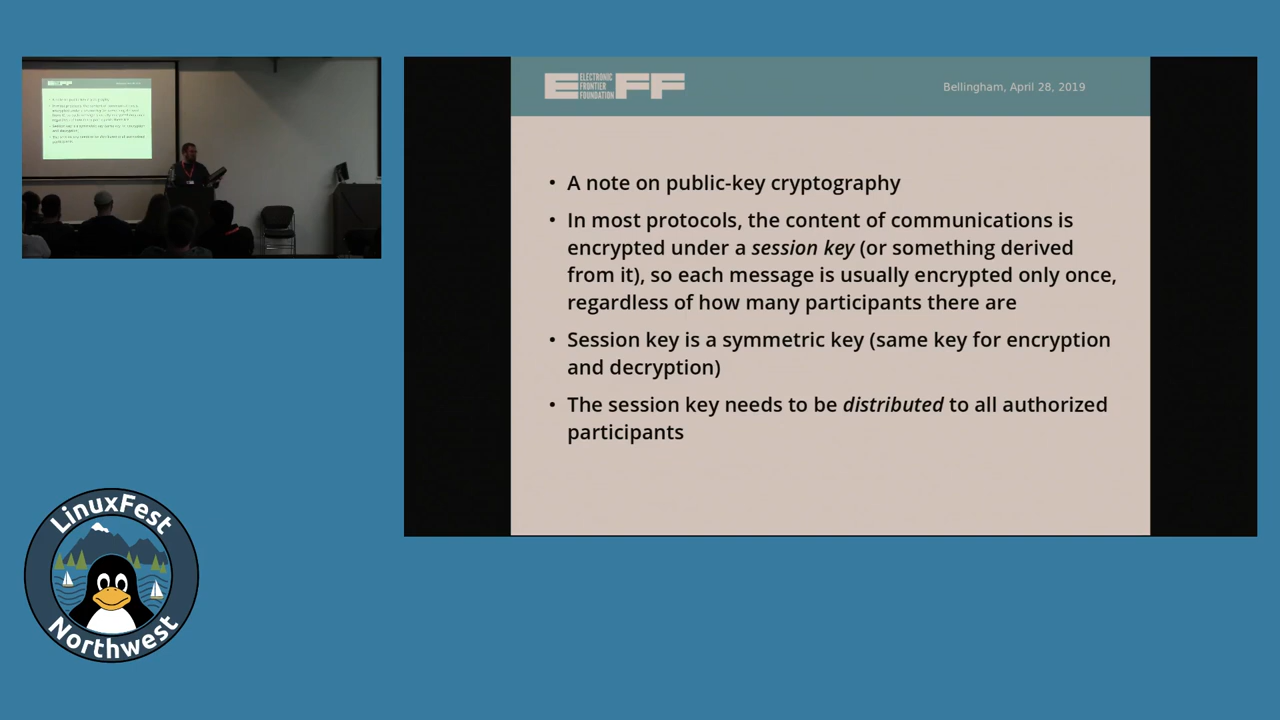 ELECTRONIC
FRONTIER
FOUNDATION
EFF
Bellingham, April 28, 2019
• A note on public-key cryptography
• In most protocols, the content of communications is
encrypted under a session key (or something derived
from it), so each message is usually encrypted only once,
regardless of how many participants there are
• Session key is a symmetric key (same key for encryption
and decryption)
• The session key needs to be distributed to all authorized
participants
LinuxFest
Northwest